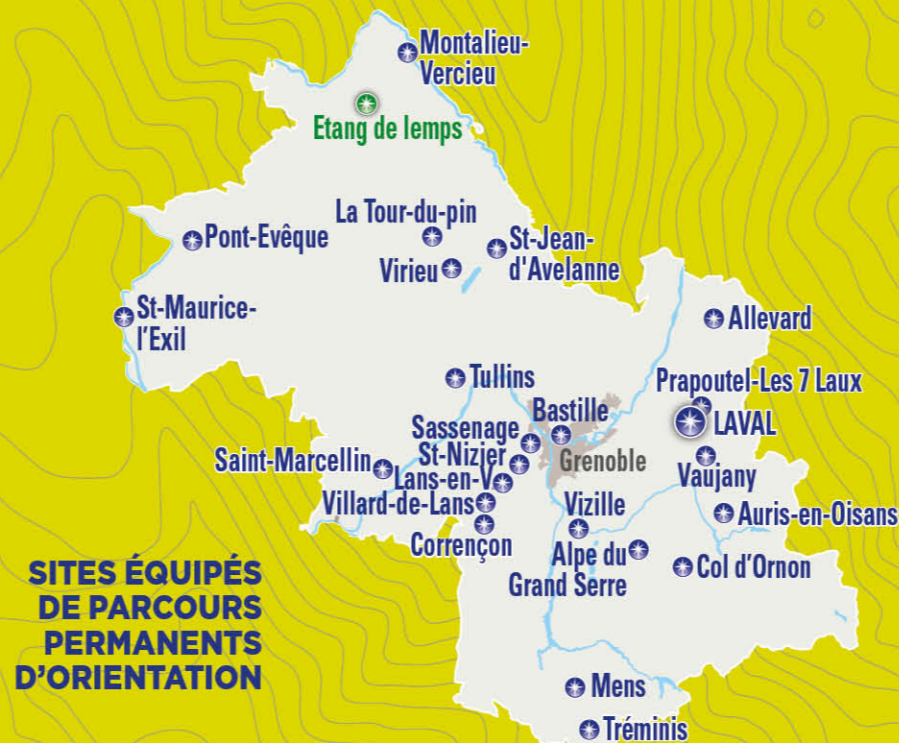 Montalieu-
Vercieu
Etang de lemps
La Tour-du-pin
Pont-Evêque
St-Jean-
d'Avelanne
Virieu
St-Maurice-
l'Exil
Allevard
Tullins
Prapoutel-Les 7 Laux
Bastille
LAVAL
Sassenage
St-Nizier
Grenoble
Saint-Marcellin
Lans-en-V.
Vaujany
Villard-de-Lans
Vizille
Auris-en-Oisans
Corrençon
Alpe du
Grand Serre
Col d'Ornon
SITES ÉQUIPÉS
DE PARCOURS
PERMANENTS
D'ORIENTATION
Mens
Tréminis